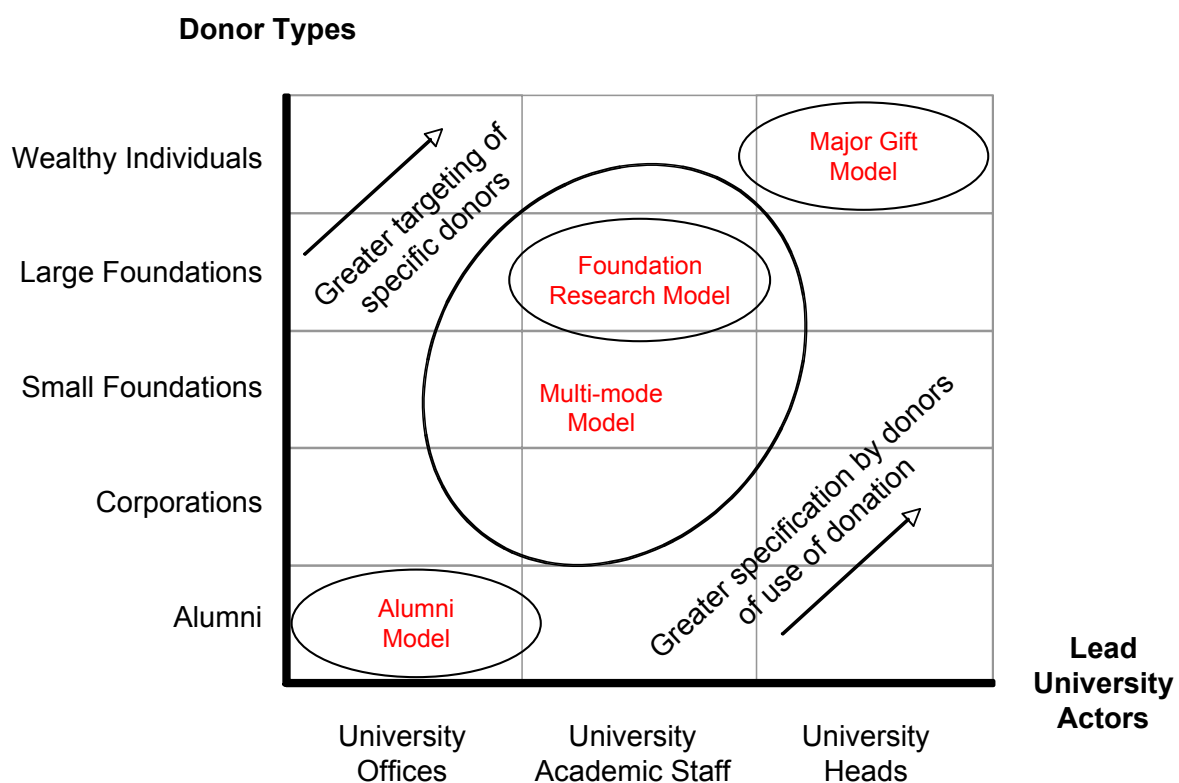 Donor Types
Wealthy Individuals
Large Foundations
Small Foundations
Corporations
Alumni
Greater targeting of
specific donors
Major Gift
Model
Foundation
Research Model
Multi-mode
Model
Alumni
Model
Greater specification by donors
of use of donation
Lead
University
Actors
University
Offices
University
Academic Staff
University
Heads